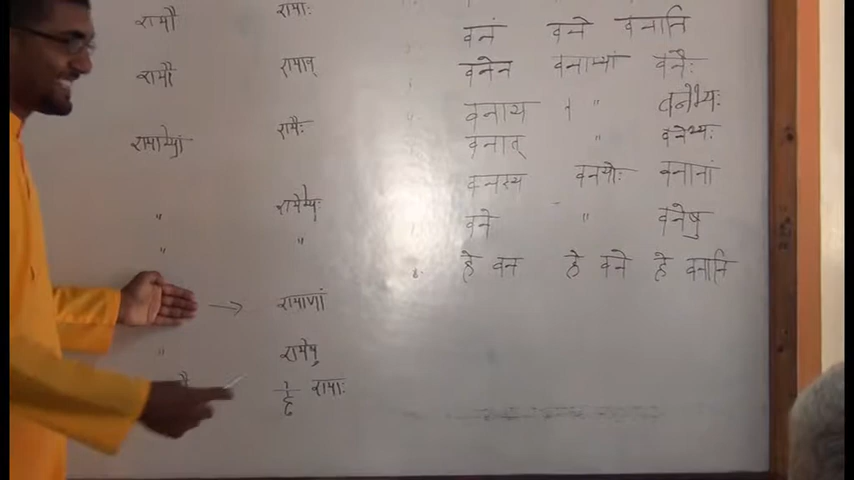 रामौ रामाः
वनं वने वनानि
रामौ रामान्
वनेन वनाभ्यां वनैः
वनाय " वनेभ्यः
रामाभ्यां रामैः
वनात् " वनेभ्यः
वनस्य वनयोः वनानां
" रामेभ्यः
वने " वनेषु
" "
हे वन हे वने हे वनानि
→ रामाणां
" रामेषु
हे रामाः